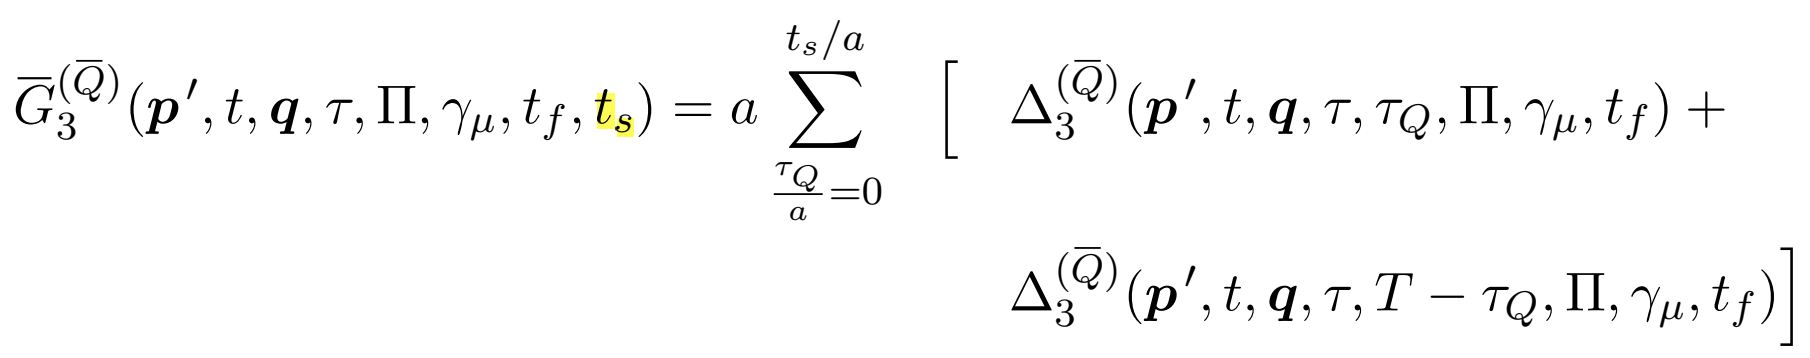 \overline{G}_3^{(\overline{Q})}(\boldsymbol{p}', t, \boldsymbol{q}, \tau, \Pi, \gamma_\mu, t_f, t_s) = a \sum_{\frac{\tau_Q}{a}=0}^{t_s/a} \Big[ \Delta_3^{(\overline{Q})}(\boldsymbol{p}', t, \boldsymbol{q}, \tau, \tau_Q, \Pi, \gamma_\mu, t_f) +
\Delta_3^{(\overline{Q})}(\boldsymbol{p}', t, \boldsymbol{q}, \tau, T - \tau_Q, \Pi, \gamma_\mu, t_f) \Big]